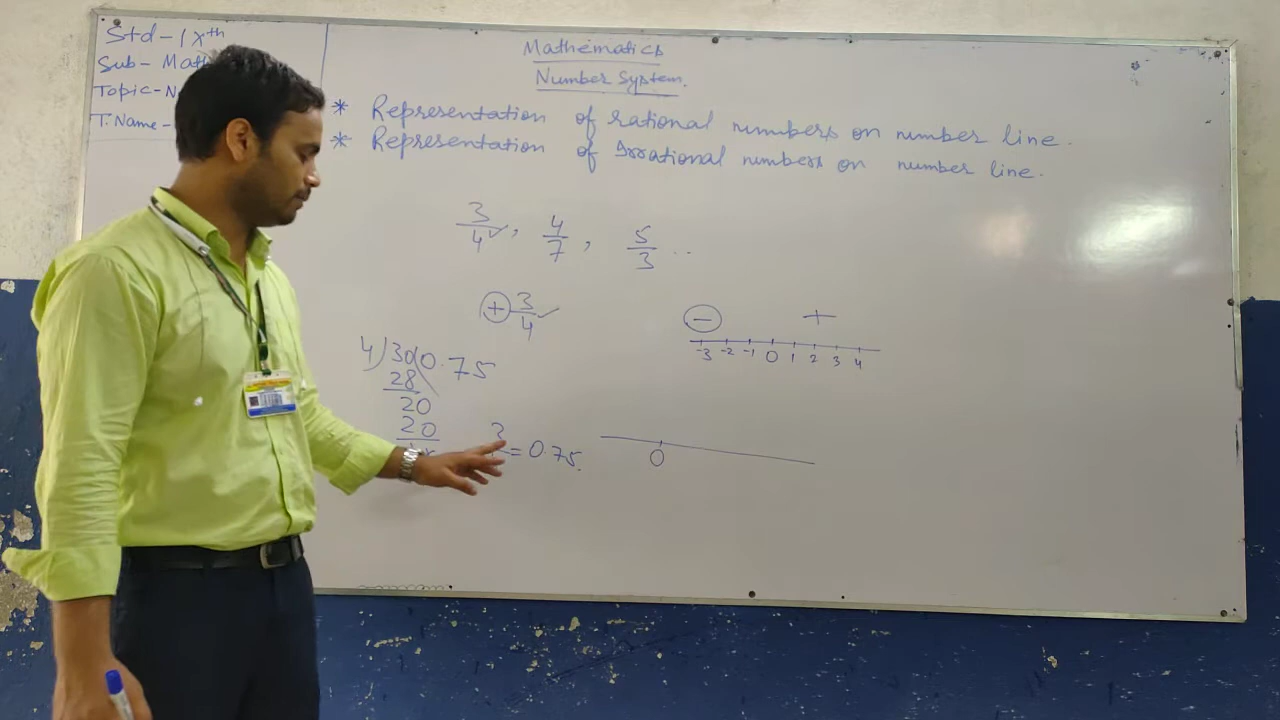 Std - IXth
Sub - Math
Topic - N
T. Name -
Mathematics
Number System.
* Representation of rational numbers on number line.
* Representation of Irrational numbers on number line.
3/4 ✓, 4/7, 5/3 ..
+ 3/4 ✓
- +
-3 -2 -1 0 1 2 3 4
4)30(0.75
28
20
20
= 0.75.
0